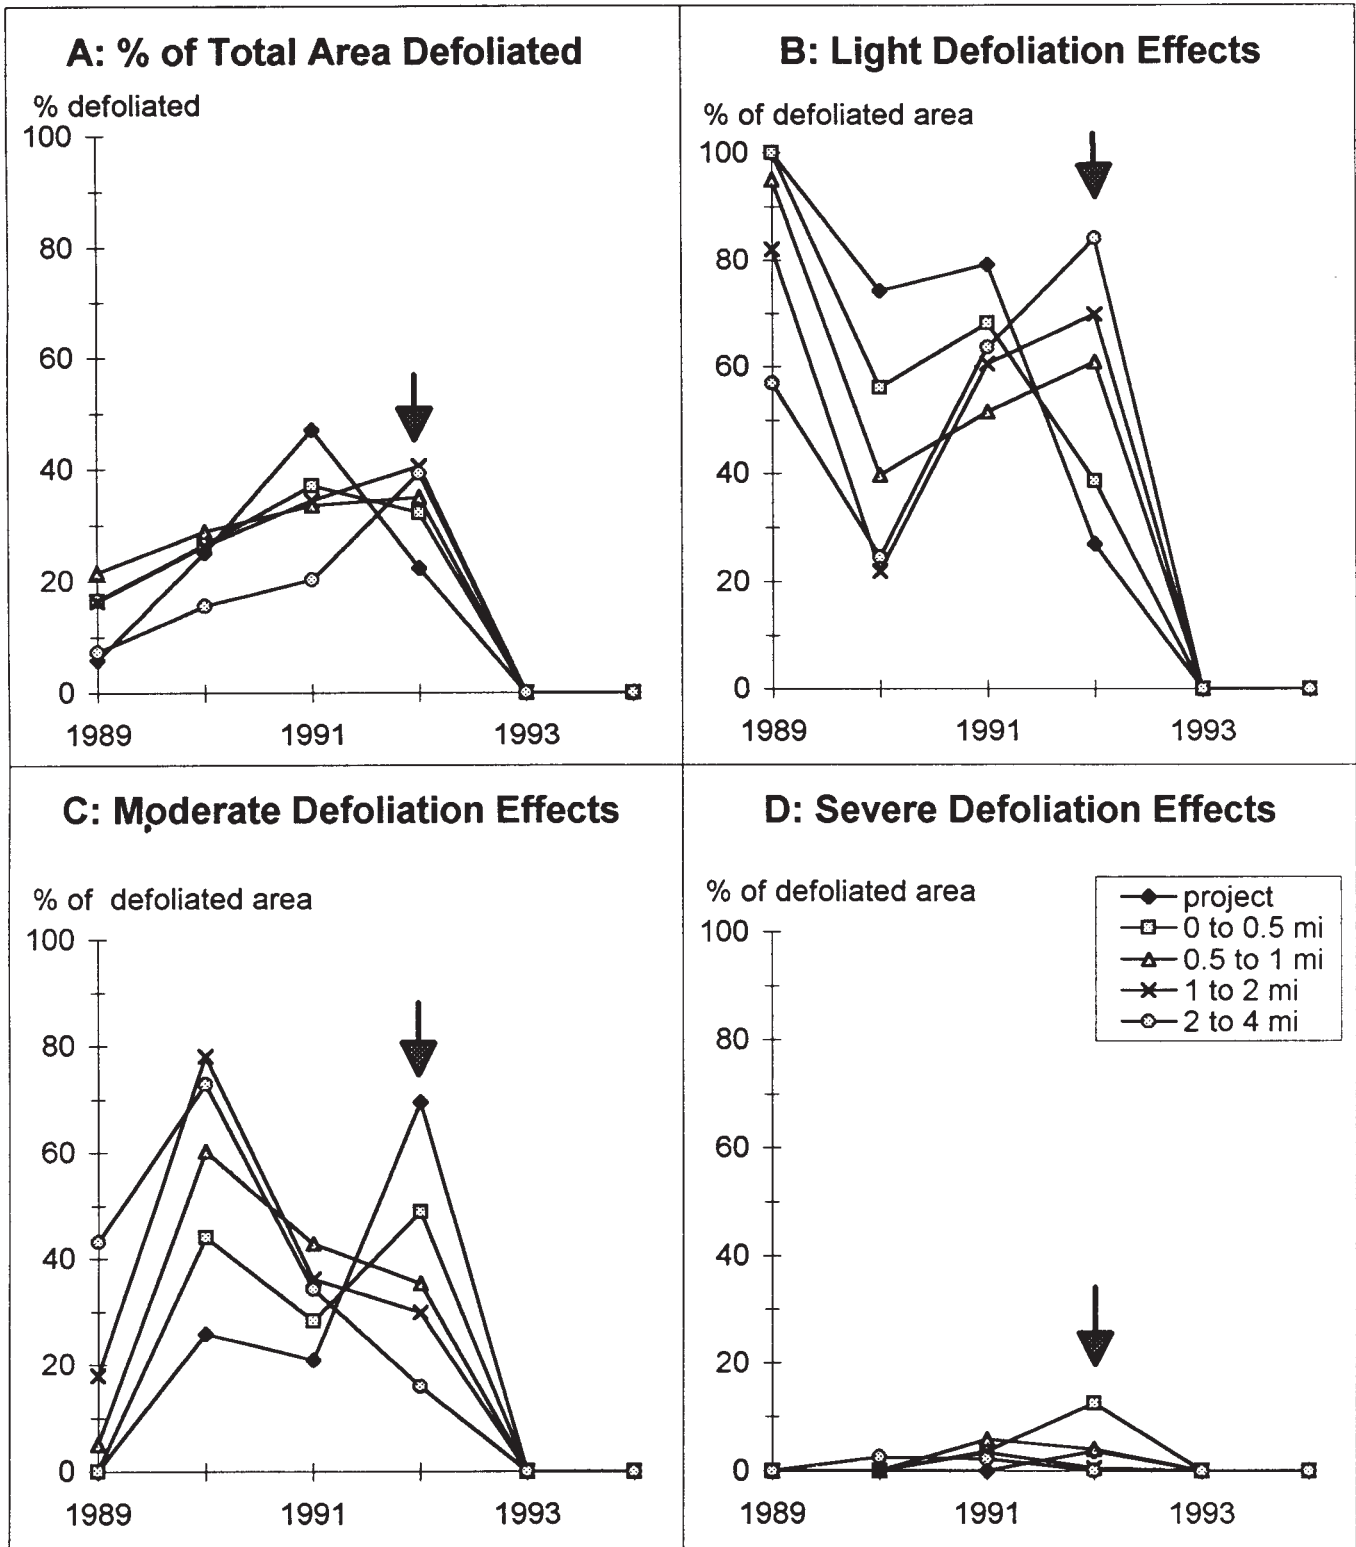 A: % of Total Area Defoliated
% defoliated
100
80
60
40
20
0
1989
1991
1993
B: Light Defoliation Effects
% of defoliated area
100
80
60
40
20
0
1989
1991
1993
C: Moderate Defoliation Effects
% of defoliated area
100
80
60
40
20
0
1989
1991
1993
D: Severe Defoliation Effects
% of defoliated area
100
80
60
40
20
0
1989
1991
1993
project
0 to 0.5 mi
0.5 to 1 mi
1 to 2 mi
2 to 4 mi